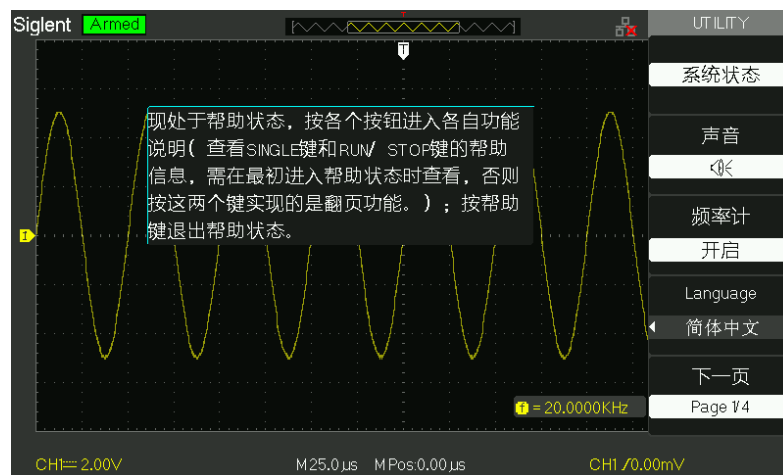 Siglent Armed
UTILITY
T
系统状态
现处于帮助状态，按各个按钮进入各自功能
说明( 查看SINGLE键和RUN/ STOP键的帮助
信息，需在最初进入帮助状态时查看，否则
按这两个键实现的是翻页功能。)；按帮助
键退出帮助状态。
声音
频率计
开启
Language
简体中文
下一页
Page 1/4
f = 20.0000KHz
CH1 2.00V
M25.0μs MPos:0.00μs
CH1 /0.00mV